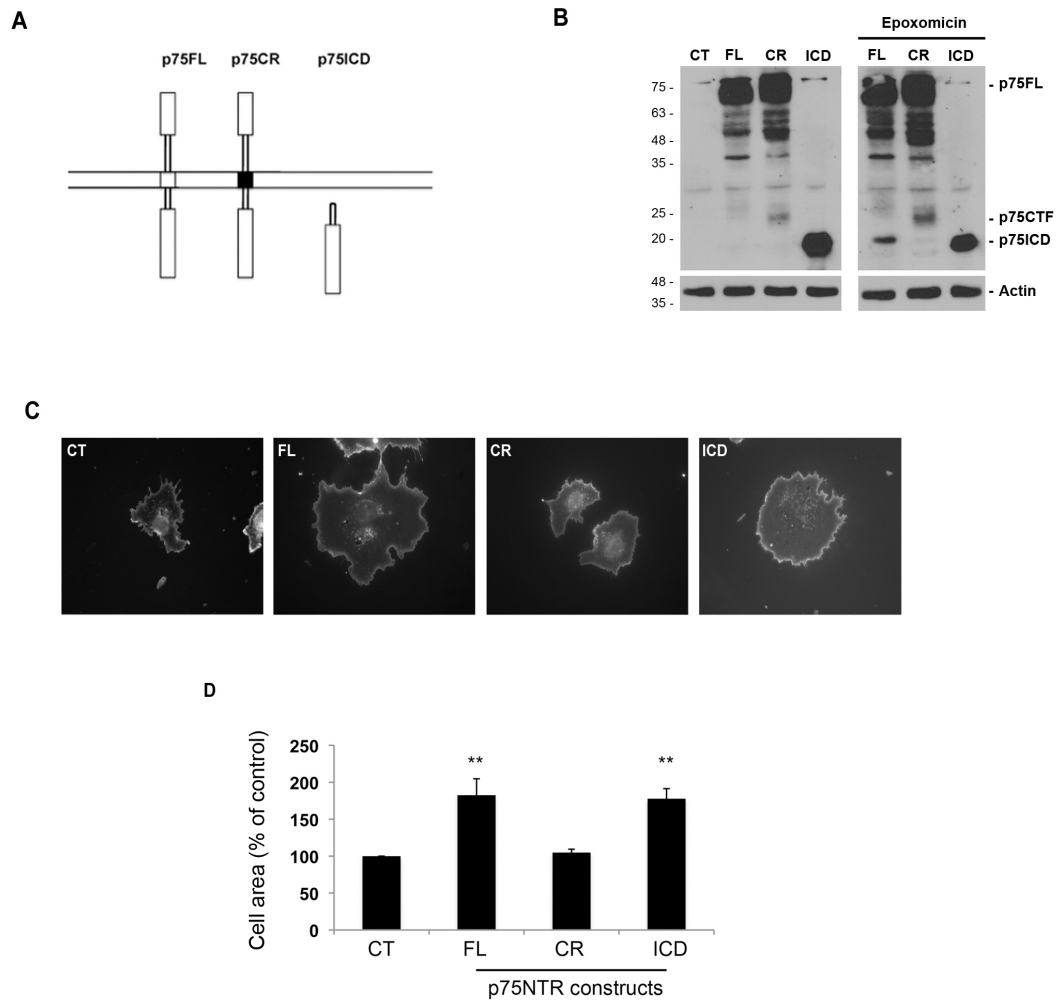 A
p75FL p75CR p75ICD
B
Epoxomicin
CT FL CR ICD FL CR ICD
75 -
63 -
48 -
35 -
25 -
20 -
- p75FL
- p75CTF
- p75ICD
48 -
35 -
- Actin
C
CT FL CR ICD
D
Cell area (% of control)
250
200
150
100
50
0
** **
CT FL CR ICD
p75NTR constructs